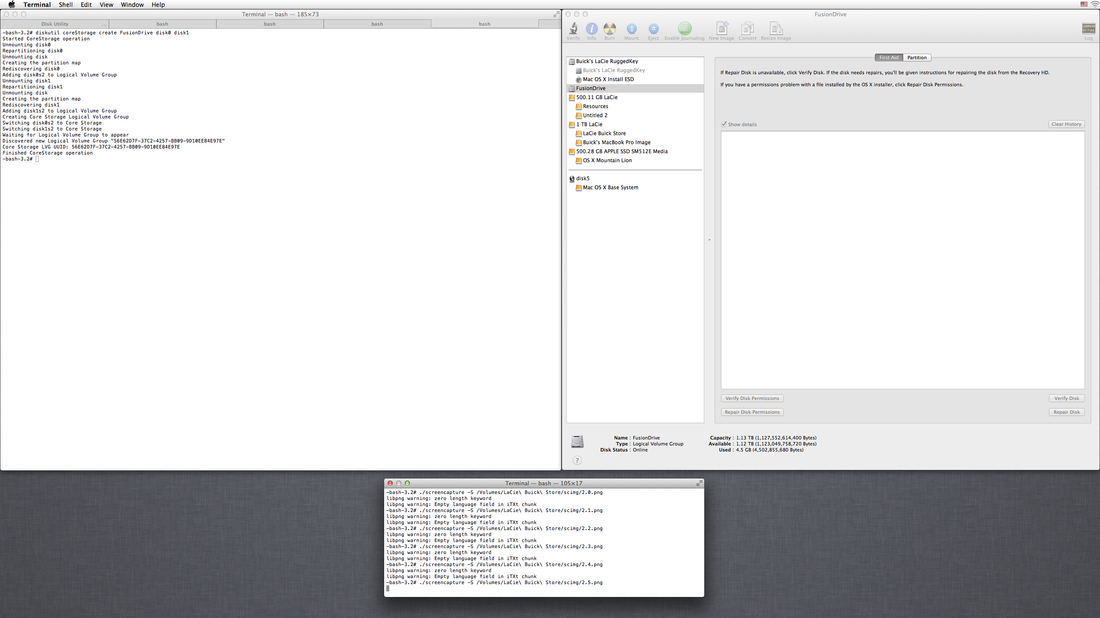 Terminal Shell Edit View Window Help
Terminal — bash — 185×73
Disk Utility bash bash bash bash
-bash-3.2# diskutil coreStorage create FusionDrive disk0 disk1
Started CoreStorage operation
Unmounting disk0
Repartitioning disk0
Unmounting disk
Creating the partition map
Rediscovering disk0
Adding disk0s2 to Logical Volume Group
Unmounting disk1
Repartitioning disk1
Unmounting disk
Creating the partition map
Rediscovering disk1
Adding disk1s2 to Logical Volume Group
Creating Core Storage Logical Volume Group
Switching disk0s2 to Core Storage
Switching disk1s2 to Core Storage
Waiting for Logical Volume Group to appear
Discovered new Logical Volume Group "56E62D7F-37C2-4257-8809-9D10EE84E97E"
Core Storage LVG UUID: 56E62D7F-37C2-4257-8809-9D10EE84E97E
Finished CoreStorage operation
-bash-3.2#
FusionDrive
Verify Info Burn Mount Eject Enable Journaling New Image Convert Resize Image Log
Buick's LaCie RuggedKey
Buick's LaCie RuggedKey
Mac OS X Install ESD
FusionDrive
500.11 GB LaCie
Resources
Untitled 2
1 TB LaCie
LaCie Buick Store
Buick's MacBook Pro Image
500.28 GB APPLE SSD SM512E Media
OS X Mountain Lion
disk5
Mac OS X Base System
First Aid Partition
If Repair Disk is unavailable, click Verify Disk. If the disk needs repairs, you'll be given instructions for repairing the disk from the Recovery HD.
If you have a permissions problem with a file installed by the OS X installer, click Repair Disk Permissions.
Show details Clear History
Verify Disk Permissions Verify Disk
Repair Disk Permissions Repair Disk
Name : FusionDrive Capacity : 1.13 TB (1,127,552,614,400 Bytes)
Type : Logical Volume Group Available : 1.12 TB (1,123,049,758,720 Bytes)
Disk Status : Online Used : 4.5 GB (4,502,855,680 Bytes)
?
Terminal — bash — 105×17
-bash-3.2# ./screencapture -S /Volumes/LaCie\ Buick\ Store/scimg/2.0.png
libpng warning: zero length keyword
libpng warning: Empty language field in iTXt chunk
-bash-3.2# ./screencapture -S /Volumes/LaCie\ Buick\ Store/scimg/2.1.png
libpng warning: zero length keyword
libpng warning: Empty language field in iTXt chunk
-bash-3.2# ./screencapture -S /Volumes/LaCie\ Buick\ Store/scimg/2.2.png
libpng warning: zero length keyword
libpng warning: Empty language field in iTXt chunk
-bash-3.2# ./screencapture -S /Volumes/LaCie\ Buick\ Store/scimg/2.3.png
libpng warning: zero length keyword
libpng warning: Empty language field in iTXt chunk
-bash-3.2# ./screencapture -S /Volumes/LaCie\ Buick\ Store/scimg/2.4.png
libpng warning: zero length keyword
libpng warning: Empty language field in iTXt chunk
-bash-3.2# ./screencapture -S /Volumes/LaCie\ Buick\ Store/scimg/2.5.png